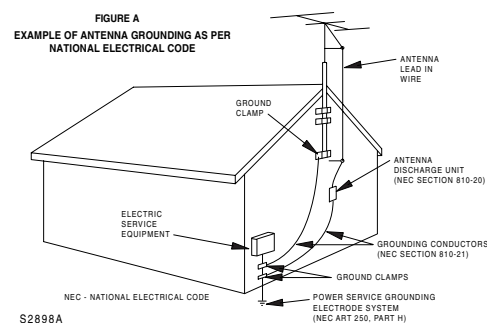 FIGURE A
EXAMPLE OF ANTENNA GROUNDING AS PER
NATIONAL ELECTRICAL CODE
ANTENNA
LEAD IN
WIRE
GROUND
CLAMP
ANTENNA
DISCHARGE UNIT
(NEC SECTION 810-20)
ELECTRIC
SERVICE
EQUIPMENT
GROUNDING CONDUCTORS
(NEC SECTION 810-21)
GROUND CLAMPS
NEC - NATIONAL ELECTRICAL CODE
POWER SERVICE GROUNDING
ELECTRODE SYSTEM
(NEC ART 250, PART H)
S2898A